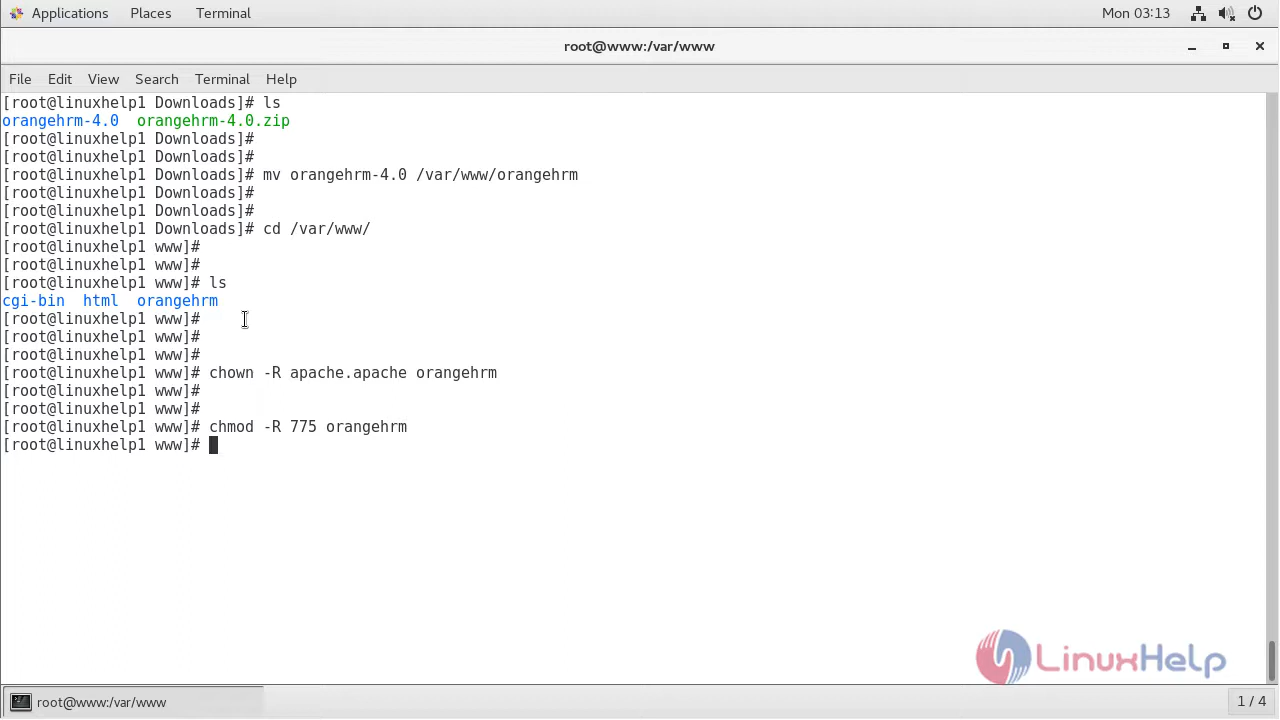 Applications Places Terminal Mon 03:13
root@www:/var/www
File Edit View Search Terminal Help
[root@linuxhelp1 Downloads]# ls
orangehrm-4.0 orangehrm-4.0.zip
[root@linuxhelp1 Downloads]#
[root@linuxhelp1 Downloads]#
[root@linuxhelp1 Downloads]# mv orangehrm-4.0 /var/www/orangehrm
[root@linuxhelp1 Downloads]#
[root@linuxhelp1 Downloads]#
[root@linuxhelp1 Downloads]# cd /var/www/
[root@linuxhelp1 www]#
[root@linuxhelp1 www]#
[root@linuxhelp1 www]# ls
cgi-bin html orangehrm
[root@linuxhelp1 www]#
[root@linuxhelp1 www]#
[root@linuxhelp1 www]#
[root@linuxhelp1 www]# chown -R apache.apache orangehrm
[root@linuxhelp1 www]#
[root@linuxhelp1 www]#
[root@linuxhelp1 www]# chmod -R 775 orangehrm
[root@linuxhelp1 www]#
LinuxHelp
root@www:/var/www 1 / 4